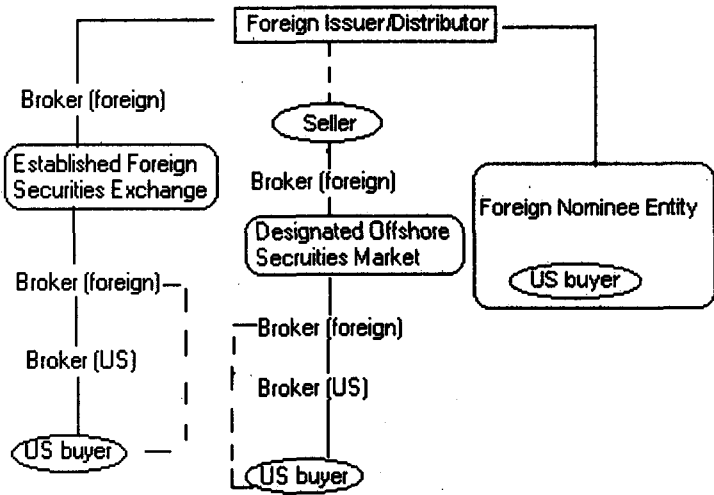 Foreign Issuer/Distributor
Broker (foreign)
Established Foreign
Securities Exchange
Broker (foreign)
Broker (US)
US buyer
Seller
Broker (foreign)
Designated Offshore
Secruities Market
Broker (foreign)
Broker (US)
US buyer
Foreign Nominee Entity
US buyer